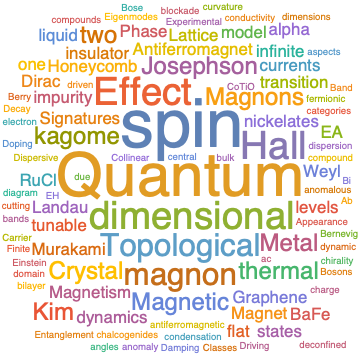 Bose curvature
compounds Eigenmodes blockade Experimental conductivity dimensions
liquid two Phase Lattice model alpha
insulator Antiferromagnet infinite aspects
one Honeycomb Josephson currents
Dirac driven Effect CoTiO transition Band
Berry impurity Magnons fermionic
Decay Signatures spin nickelates categories
electron kagome Hall EA dispersion
Doping Dispersive Collinear central bulk Weyl compound
RuCl due Quantum Bi anomalous
diagram EH Ab
cutting Landau dimensional levels
bands tunable Appearance
Carrier Murakami Topological Metal Bernevig
Finite ac dynamic
Einstein Crystal magnon thermal chirality
domain Bosons
bilayer Magnetism Magnetic Graphene charge
Kim dynamics Magnet BaFe
antiferromagnetic flat states
Entanglement chalcogenides condensation
angles anomaly Damping Classes Driving deconfined